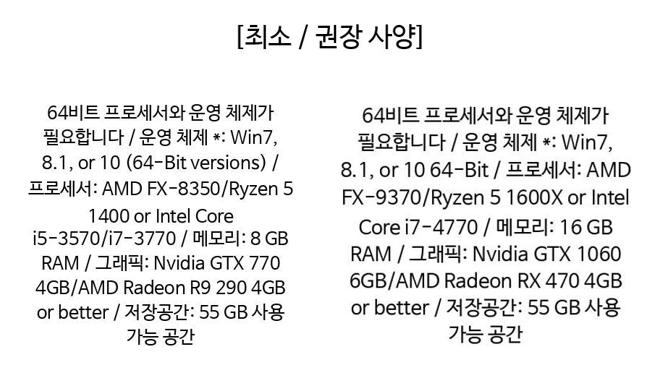 [최소 / 권장 사양]
64비트 프로세서와 운영 체제가
필요합니다 / 운영 체제 *: Win7,
8.1, or 10 (64-Bit versions) /
프로세서: AMD FX-8350/Ryzen 5
1400 or Intel Core
i5-3570/i7-3770 / 메모리: 8 GB
RAM / 그래픽: Nvidia GTX 770
4GB/AMD Radeon R9 290 4GB
or better / 저장공간: 55 GB 사용
가능 공간
64비트 프로세서와 운영 체제가
필요합니다 / 운영 체제 *: Win7,
8.1, or 10 64-Bit / 프로세서: AMD
FX-9370/Ryzen 5 1600X or Intel
Core i7-4770 / 메모리: 16 GB
RAM / 그래픽: Nvidia GTX 1060
6GB/AMD Radeon RX 470 4GB
or better / 저장공간: 55 GB 사용
가능 공간